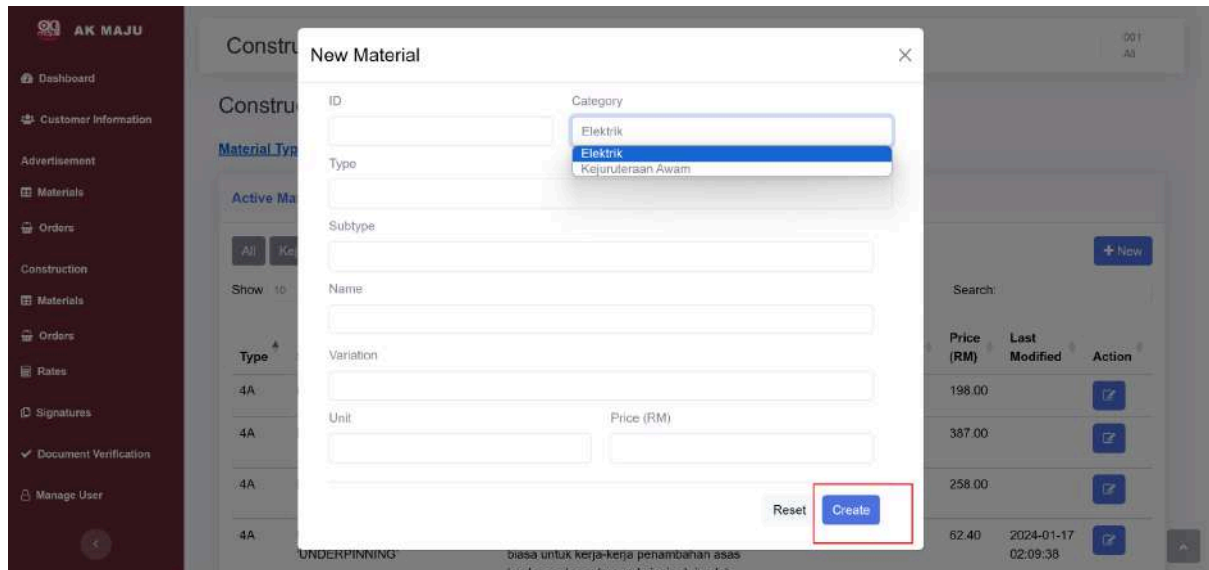 AK MAJU
Dashboard
Customer Information
Advertisement
Materials
Orders
Construction
Materials
Orders
Rates
Signatures
Document Verification
Manage User
Constru
001
All
Constru
Material Typ
Active Ma
All Kej
+ New
Show 10
Search:
Type
Price (RM)
Last Modified
Action
4A 198.00
4A 387.00
4A 258.00
4A 62.40 2024-01-17 02:09:38
'UNDERPINNING' biasa untuk kerja-kerja penambahan asas
New Material
ID
Category
Elektrik
Elektrik
Kejuruteraan Awam
Type
Subtype
Name
Variation
Unit
Price (RM)
Reset
Create